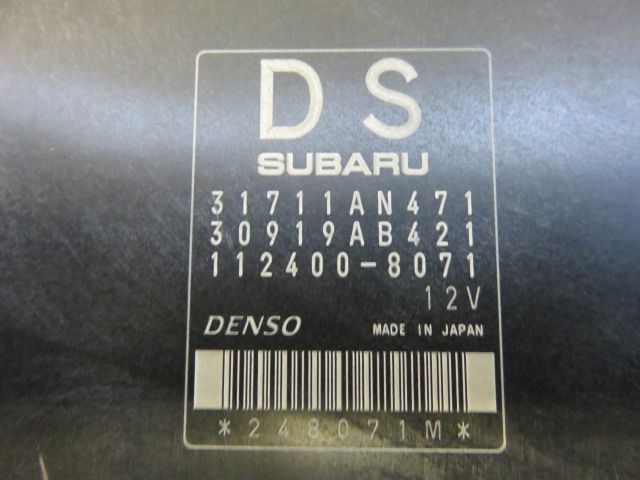 DS
SUBARU
31711AN471
30919AB421
112400-8071
12V
DENSO MADE IN JAPAN
*248071M*